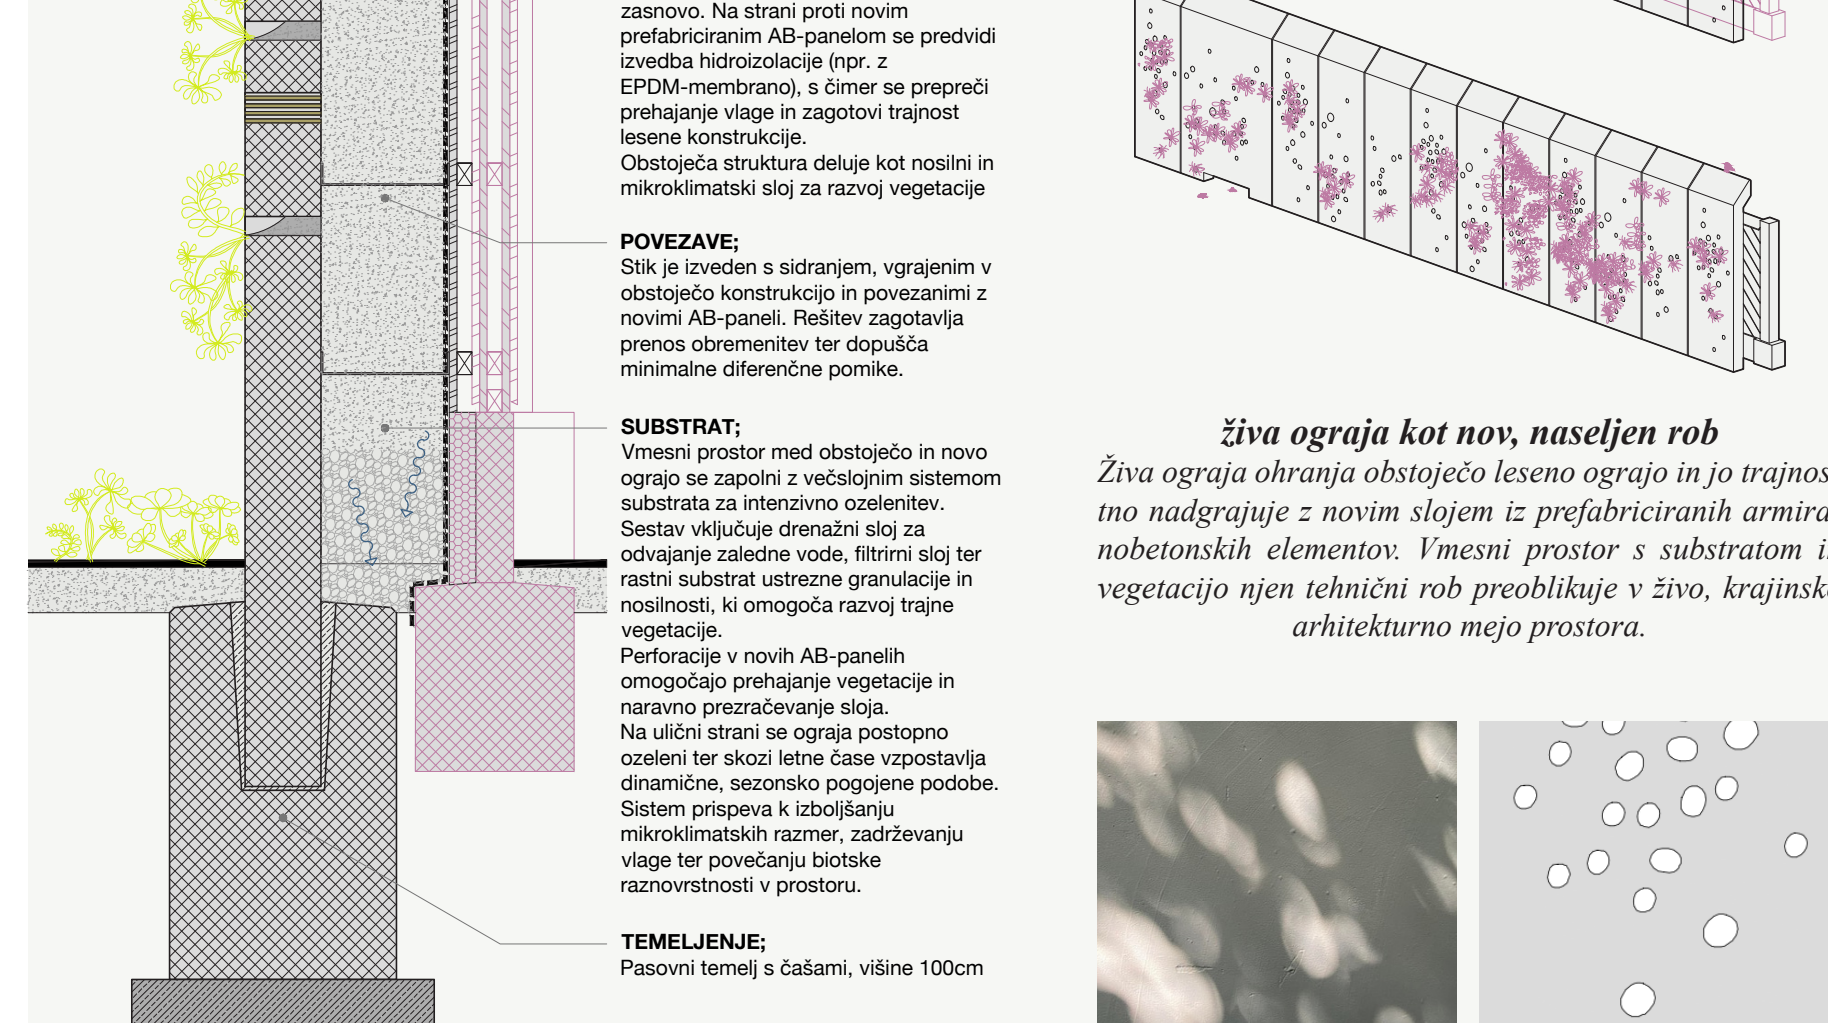 zasnovo. Na strani proti novim
prefabriciranim AB-panelom se predvidi
izvedba hidroizolacije (npr. z
EPDM-membrano), s čimer se prepreči
prehajanje vlage in zagotovi trajnost
lesene konstrukcije.
Obstoječa struktura deluje kot nosilni in
mikroklimatski sloj za razvoj vegetacije
POVEZAVE;
Stik je izveden s sidranjem, vgrajenim v
obstoječo konstrukcijo in povezanimi z
novimi AB-paneli. Rešitev zagotavlja
prenos obremenitev ter dopušča
minimalne diferenčne pomike.
SUBSTRAT;
Vmesni prostor med obstoječo in novo
ograjo se zapolni z večslojnim sistemom
substrata za intenzivno ozelenitev.
Sestav vključuje drenažni sloj za
odvajanje zaledne vode, filtrirni sloj ter
rastni substrat ustrezne granulacije in
nosilnosti, ki omogoča razvoj trajne
vegetacije.
Perforacije v novih AB-panelih
omogočajo prehajanje vegetacije in
naravno prezračevanje sloja.
Na ulični strani se ograja postopno
ozeleni ter skozi letne čase vzpostavlja
dinamične, sezonsko pogojene podobe.
Sistem prispeva k izboljšanju
mikroklimatskih razmer, zadrževanju
vlage ter povečanju biotske
raznovrstnosti v prostoru.
TEMELJENJE;
Pasovni temelj s čašami, višine 100cm
živa ograja kot nov, naseljen rob
Živa ograja ohranja obstoječo leseno ograjo in jo trajnos
tno nadgrajuje z novim slojem iz prefabriciranih armira
nobetonskih elementov. Vmesni prostor s substratom i
vegetacijo njen tehnični rob preoblikuje v živo, krajinsk
arhitekturno mejo prostora.